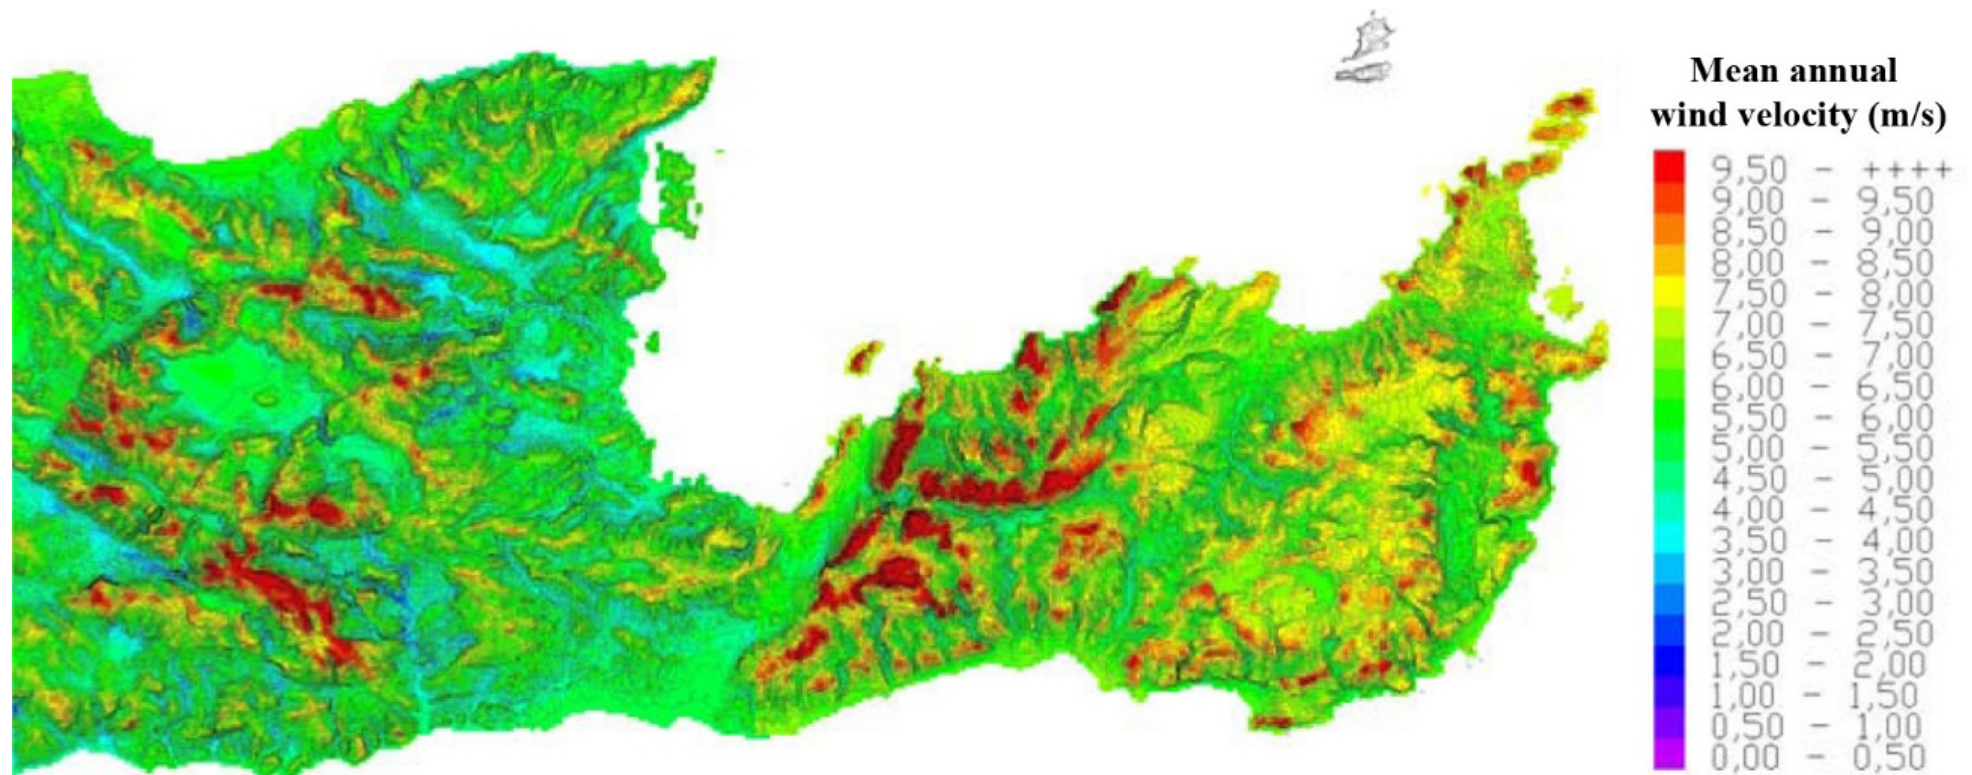 Mean annual
wind velocity (m/s)
9,50 - ++++
9,00 - 9,50
8,50 - 9,00
8,00 - 8,50
7,50 - 8,00
7,00 - 7,50
6,50 - 7,00
6,00 - 6,50
5,50 - 6,00
5,00 - 5,50
4,50 - 5,00
4,00 - 4,50
3,50 - 4,00
3,00 - 3,50
2,50 - 3,00
2,00 - 2,50
1,50 - 2,00
1,00 - 1,50
0,50 - 1,00
0,00 - 0,50